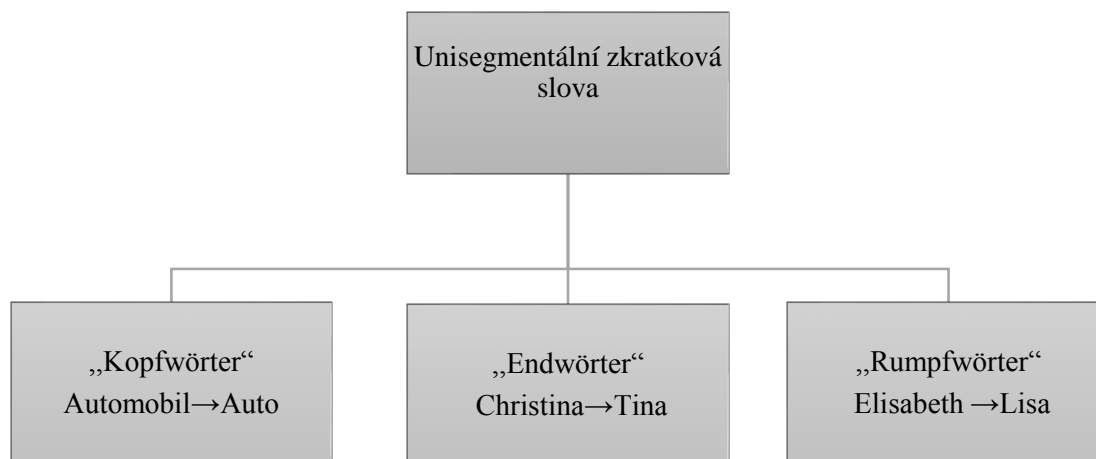 Unisegmentální zkratková
slova
,,Kopfwörter“
Automobil→Auto
,,Endwörter“
Christina→Tina
,,Rumpfwörter“
Elisabeth →Lisa